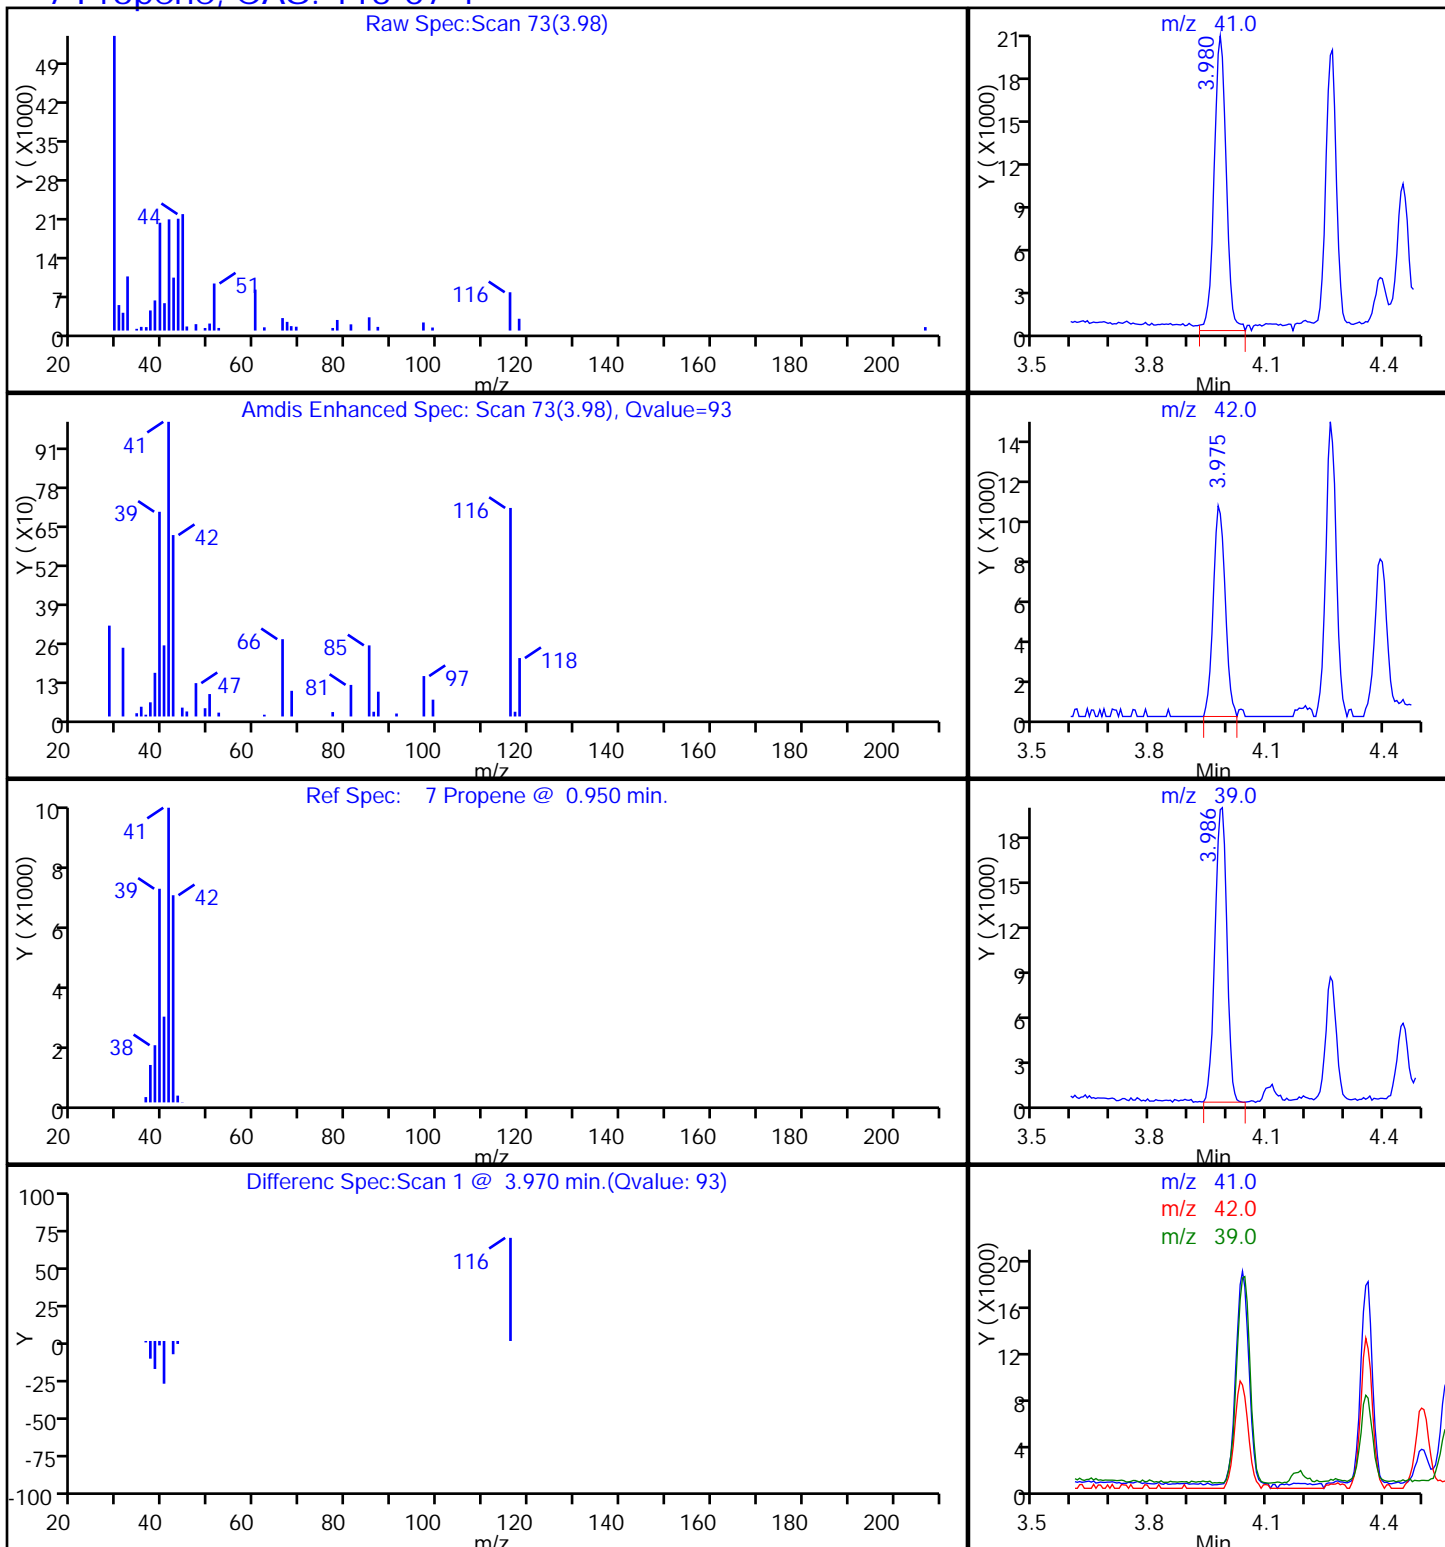 Raw Spec:Scan 73(3.98)
Y ( X1000)
49
42
35
28
21
14
7
0
44
51
116
20 40 60 80 100 120 140 160 180 200
m/z
m/z 41.0
Y ( X1000)
21
18
15
12
9
6
3
0
3.980
3.5 3.8 4.1 4.4
Min
Amdis Enhanced Spec: Scan 73(3.98), Qvalue=93
Y ( X10)
91
78
65
52
39
26
13
0
41
39
42
116
66
85
118
47
81
97
20 40 60 80 100 120 140 160 180 200
m/z
m/z 42.0
Y ( X1000)
14
12
10
8
6
4
2
0
3.975
3.5 3.8 4.1 4.4
Min
Ref Spec: 7 Propene @ 0.950 min.
Y ( X1000)
10
8
6
4
2
0
41
39
42
38
20 40 60 80 100 120 140 160 180 200
m/z
m/z 39.0
Y ( X1000)
18
15
12
9
6
3
0
3.986
3.5 3.8 4.1 4.4
Min
Differenc Spec:Scan 1 @ 3.970 min.(Qvalue: 93)
Y
100
75
50
25
0
-25
-50
-75
-100
116
20 40 60 80 100 120 140 160 180 200
m/z
m/z 41.0
m/z 42.0
m/z 39.0
Y ( X1000)
20
16
12
8
4
0
3.5 3.8 4.1 4.4
Min